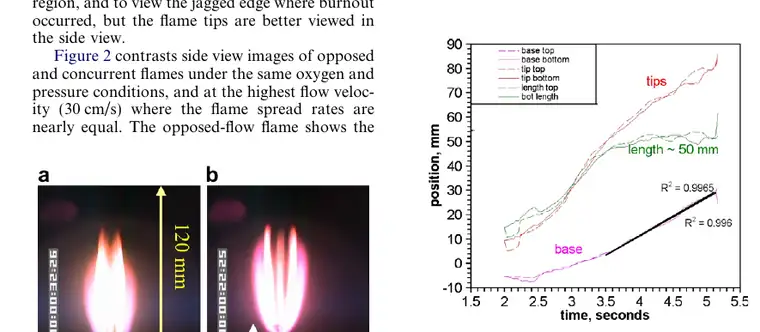 region, and to view the jagged edge where burnout
occurred, but the flame tips are better viewed in
the side view.
Figure 2 contrasts side view images of opposed
and concurrent flames under the same oxygen and
pressure conditions, and at the highest flow veloc-
ity (30 cm/s) where the flame spread rates are
nearly equal. The opposed-flow flame shows the
a
b
120 mm
90
80
70
60
50
40
30
20
10
0
-10
position, mm
base top
base bottom
tip top
tip bottom
length top
bot length
tips
length ~ 50 mm
R² = 0.9965
R² = 0.996
base
1.5 2 2.5 3 3.5 4 4.5 5 5.5
time, seconds